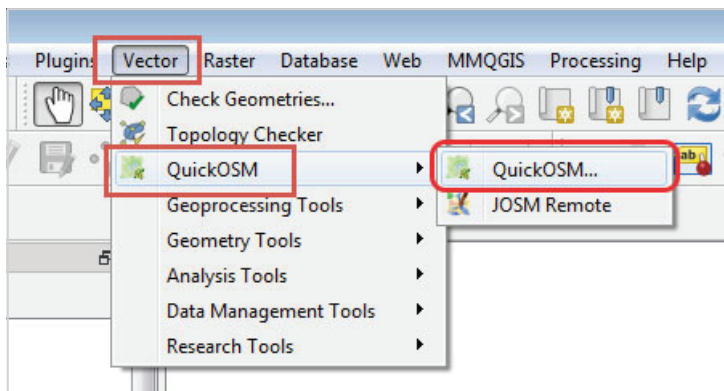 Plugins Vector Raster Database Web MMQGIS Processing Help
Check Geometries...
Topology Checker
QuickOSM
QuickOSM...
Geoprocessing Tools
JOSM Remote
Geometry Tools
Analysis Tools
Data Management Tools
Research Tools
ab